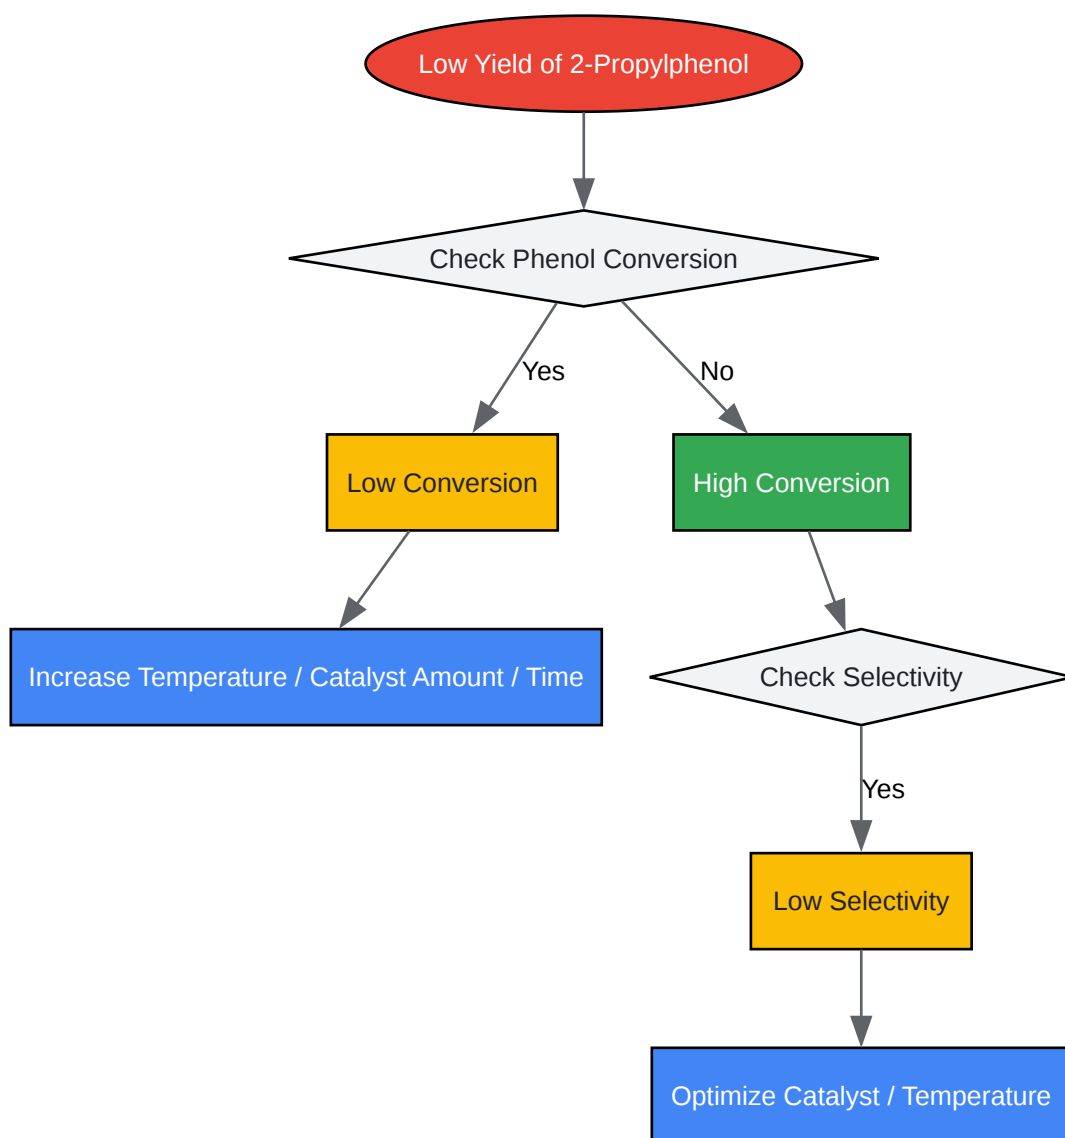 Low Yield of 2-Propylphenol
Check Phenol Conversion
Yes
No
Low Conversion
High Conversion
Increase Temperature / Catalyst Amount / Time
Check Selectivity
Yes
Low Selectivity
Optimize Catalyst / Temperature